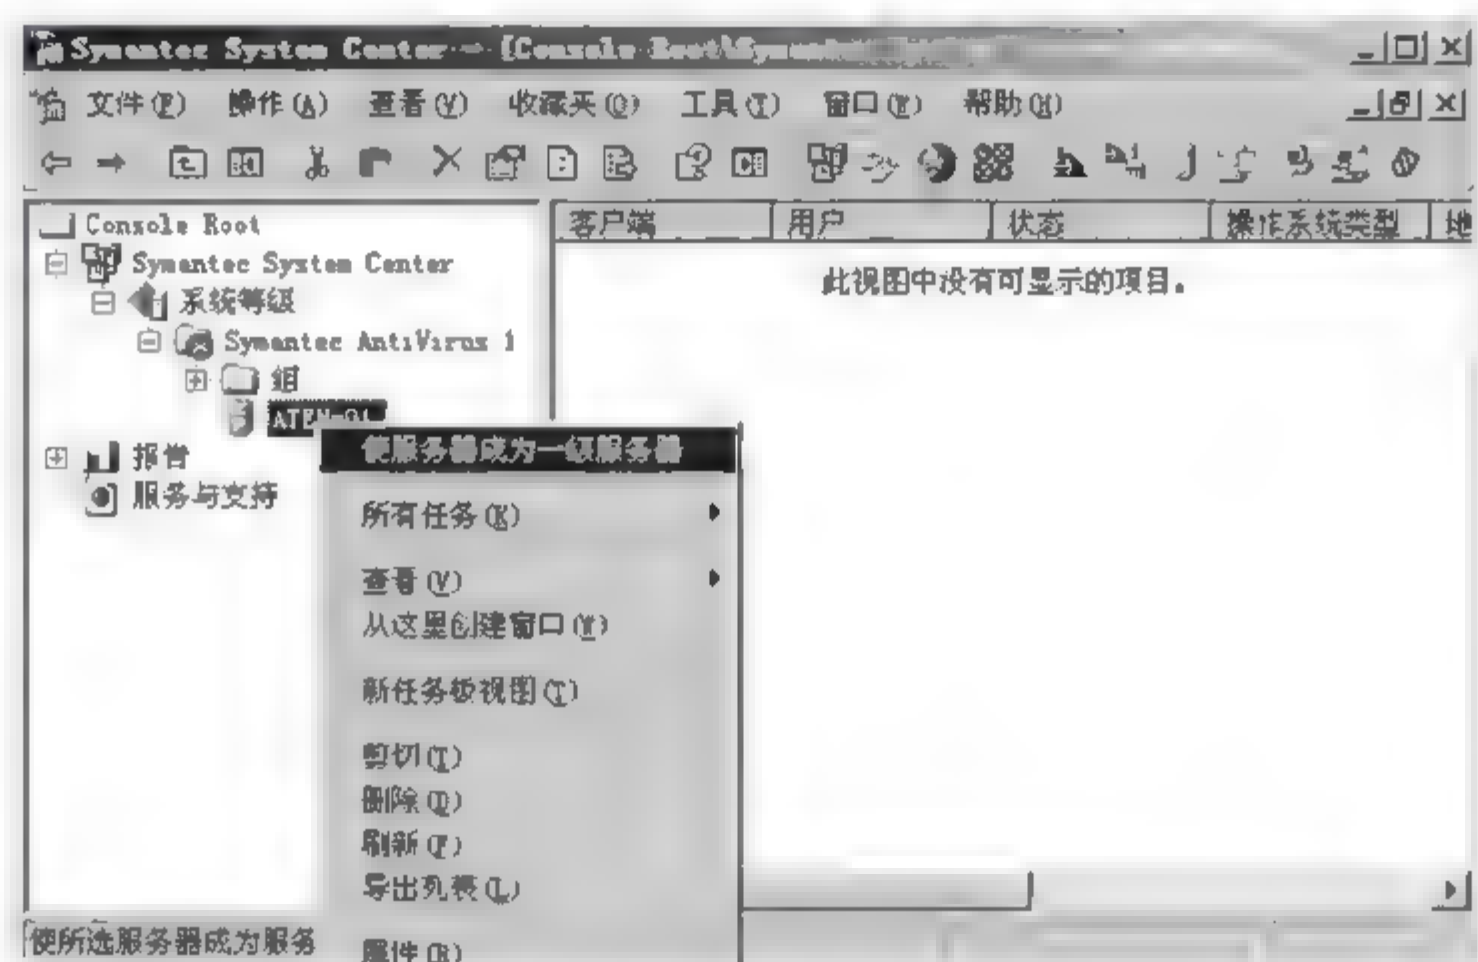 Symantec System Center - [Console Root\Sym
文件(F) 操作(A) 查看(V) 收藏夹(O) 工具(T) 窗口(W) 帮助(H)
客户端 用户 状态 操作系统类型 地
此视图中没有可显示的项目。
Console Root
Symantec System Center
系统等级
Symantec AntiVirus 1
组
ATEN-01
报告
服务与支持
使服务器成为一级服务器
所有任务(K)
查看(V)
从这里创建窗口(W)
新任务板视图(T)
剪切(T)
删除(D)
刷新(F)
导出列表(L)
属性(R)
使所选服务器成为服务